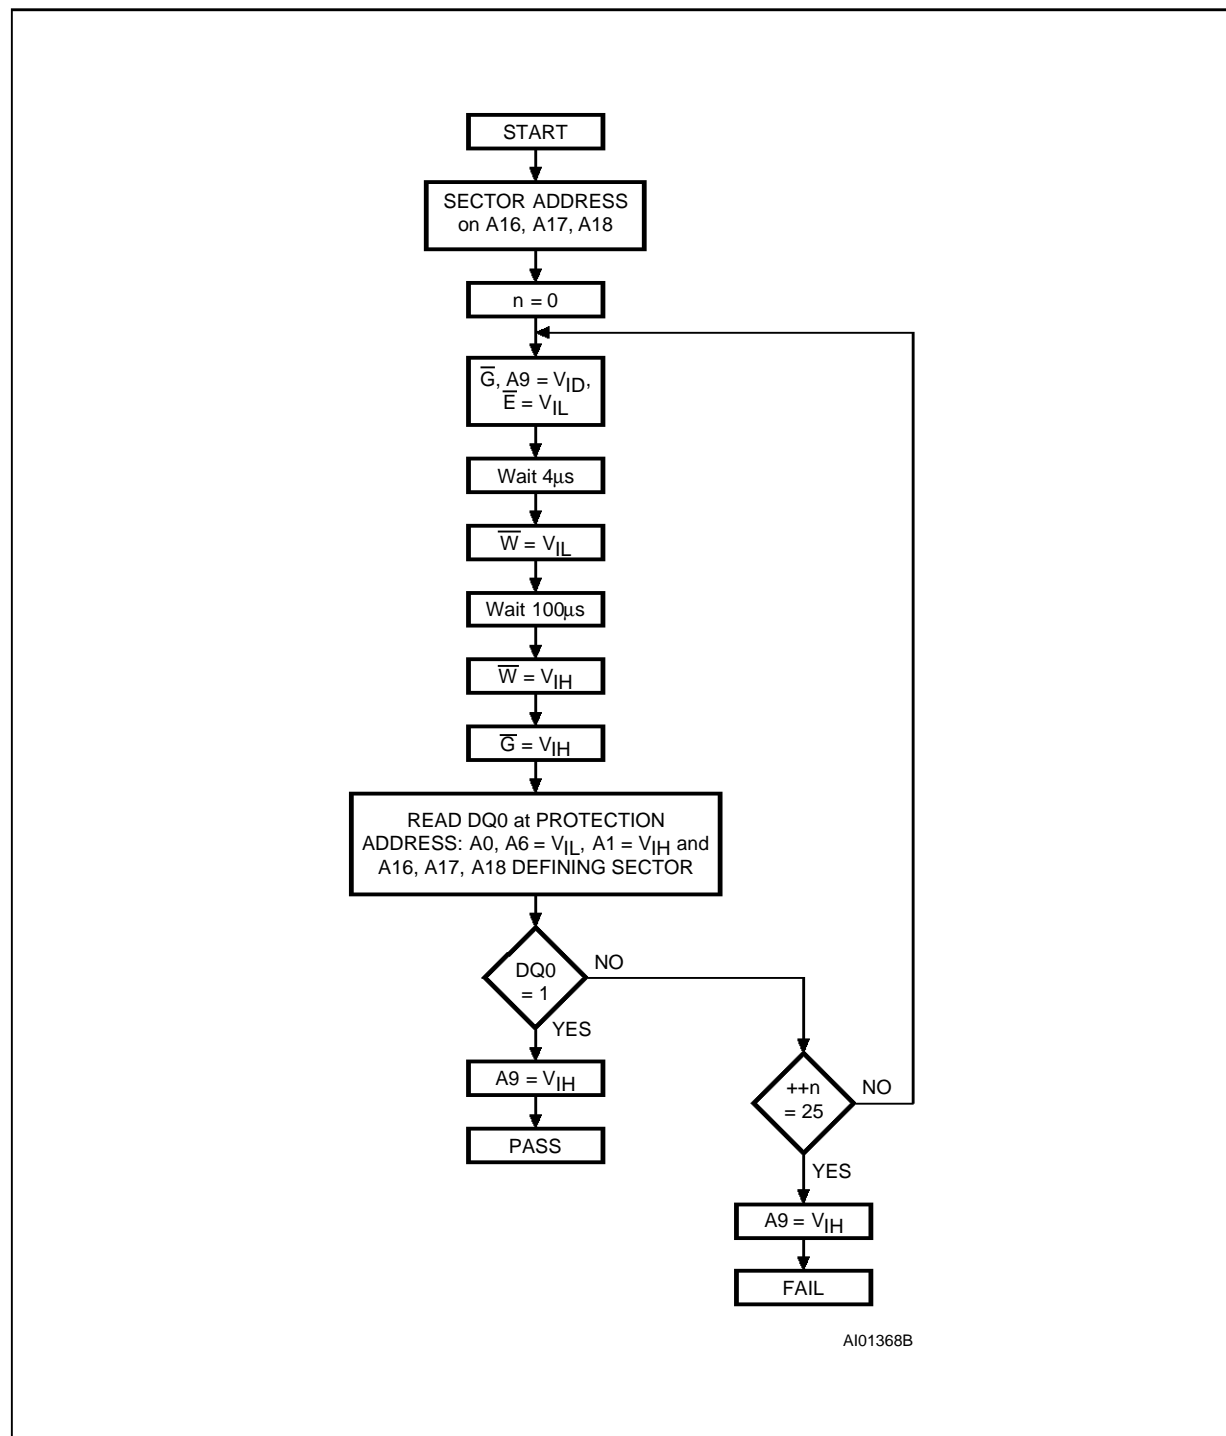 START
SECTOR ADDRESS
on A16, A17, A18
n = 0
G̅, A9 = VID,
E̅ = VIL
Wait 4µs
W̅ = VIL
Wait 100µs
W̅ = VIH
G̅ = VIH
READ DQ0 at PROTECTION
ADDRESS: A0, A6 = VIL, A1 = VIH and
A16, A17, A18 DEFINING SECTOR
DQ0
= 1
NO
YES
A9 = VIH
PASS
++n
= 25
NO
YES
A9 = VIH
FAIL
AI01368B